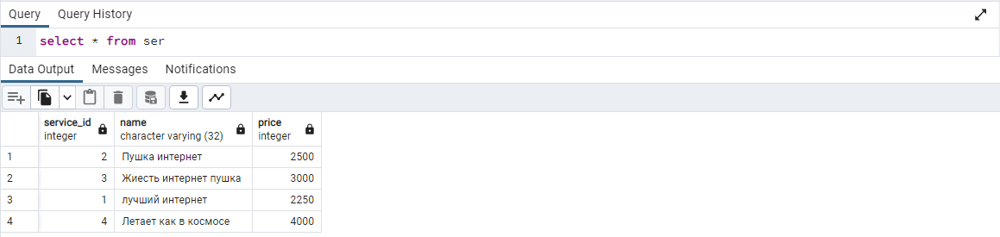 Query Query History
1 select * from ser
Data Output Messages Notifications
service_id name price
integer character varying (32) integer
1 2 Пушка интернет 2500
2 3 Жиесть интернет пушка 3000
3 1 лучший интернет 2250
4 4 Летает как в космосе 4000